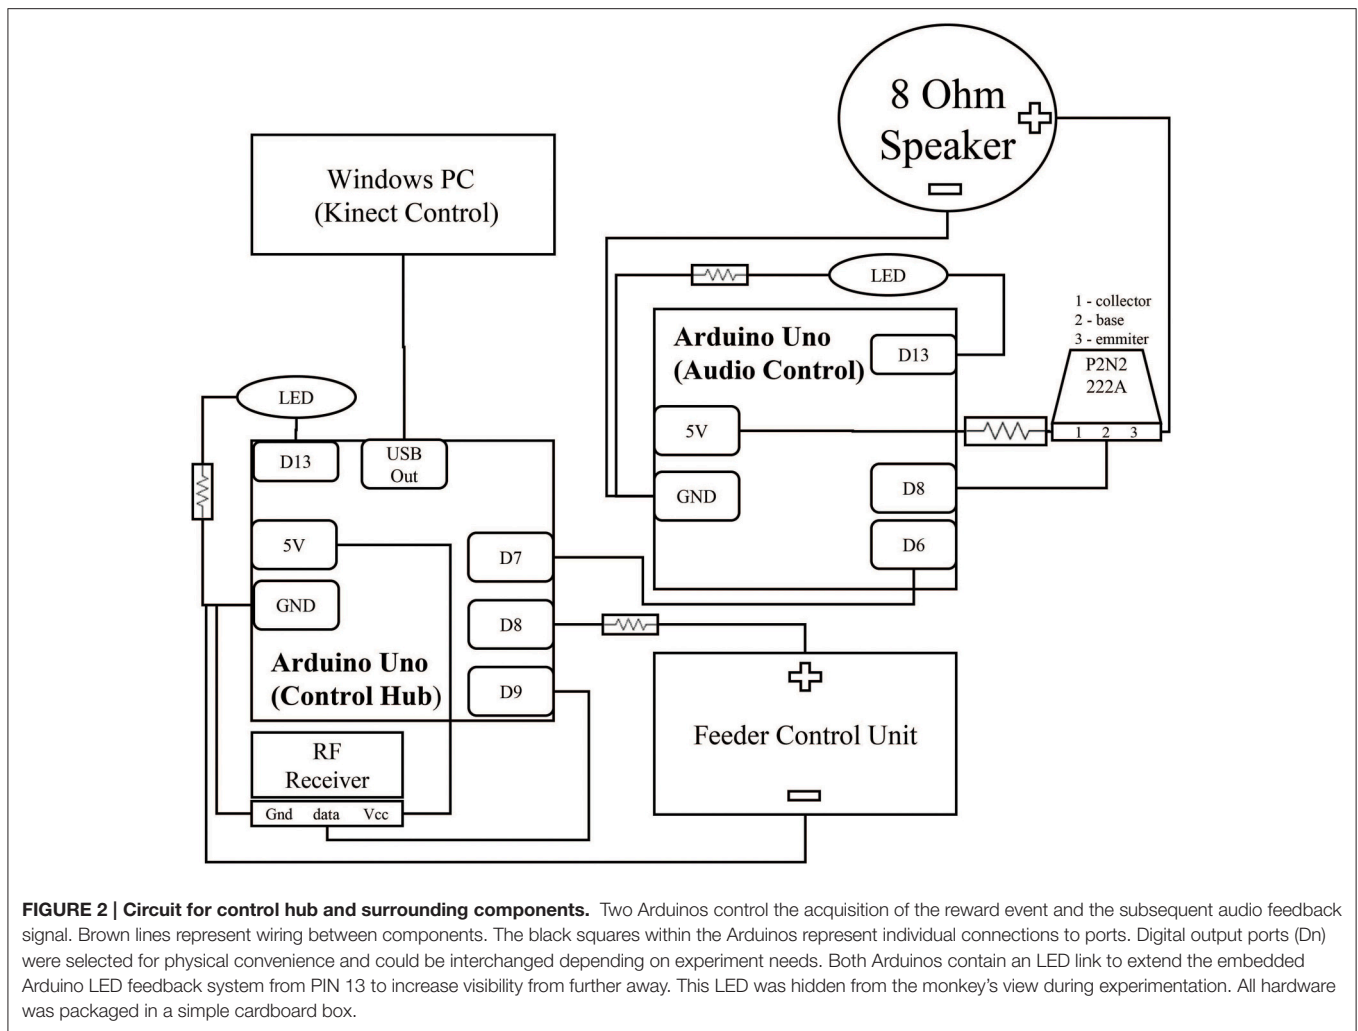 8 Ohm
Speaker
Windows PC
(Kinect Control)
LED
1 - collector
2 - base
3 - emmiter
P2N2
222A
1 2 3
Arduino Uno
(Audio Control)
D13
5V
GND
D8
D6
LED
D13
USB
Out
5V
GND
D7
D8
D9
Arduino Uno
(Control Hub)
RF
Receiver
Gnd data Vcc
Feeder Control Unit
FIGURE 2 | Circuit for control hub and surrounding components. Two Arduinos control the acquisition of the reward event and the subsequent audio feedback
signal. Brown lines represent wiring between components. The black squares within the Arduinos represent individual connections to ports. Digital output ports (Dn)
were selected for physical convenience and could be interchanged depending on experiment needs. Both Arduinos contain an LED link to extend the embedded
Arduino LED feedback system from PIN 13 to increase visibility from further away. This LED was hidden from the monkey's view during experimentation. All hardware
was packaged in a simple cardboard box.